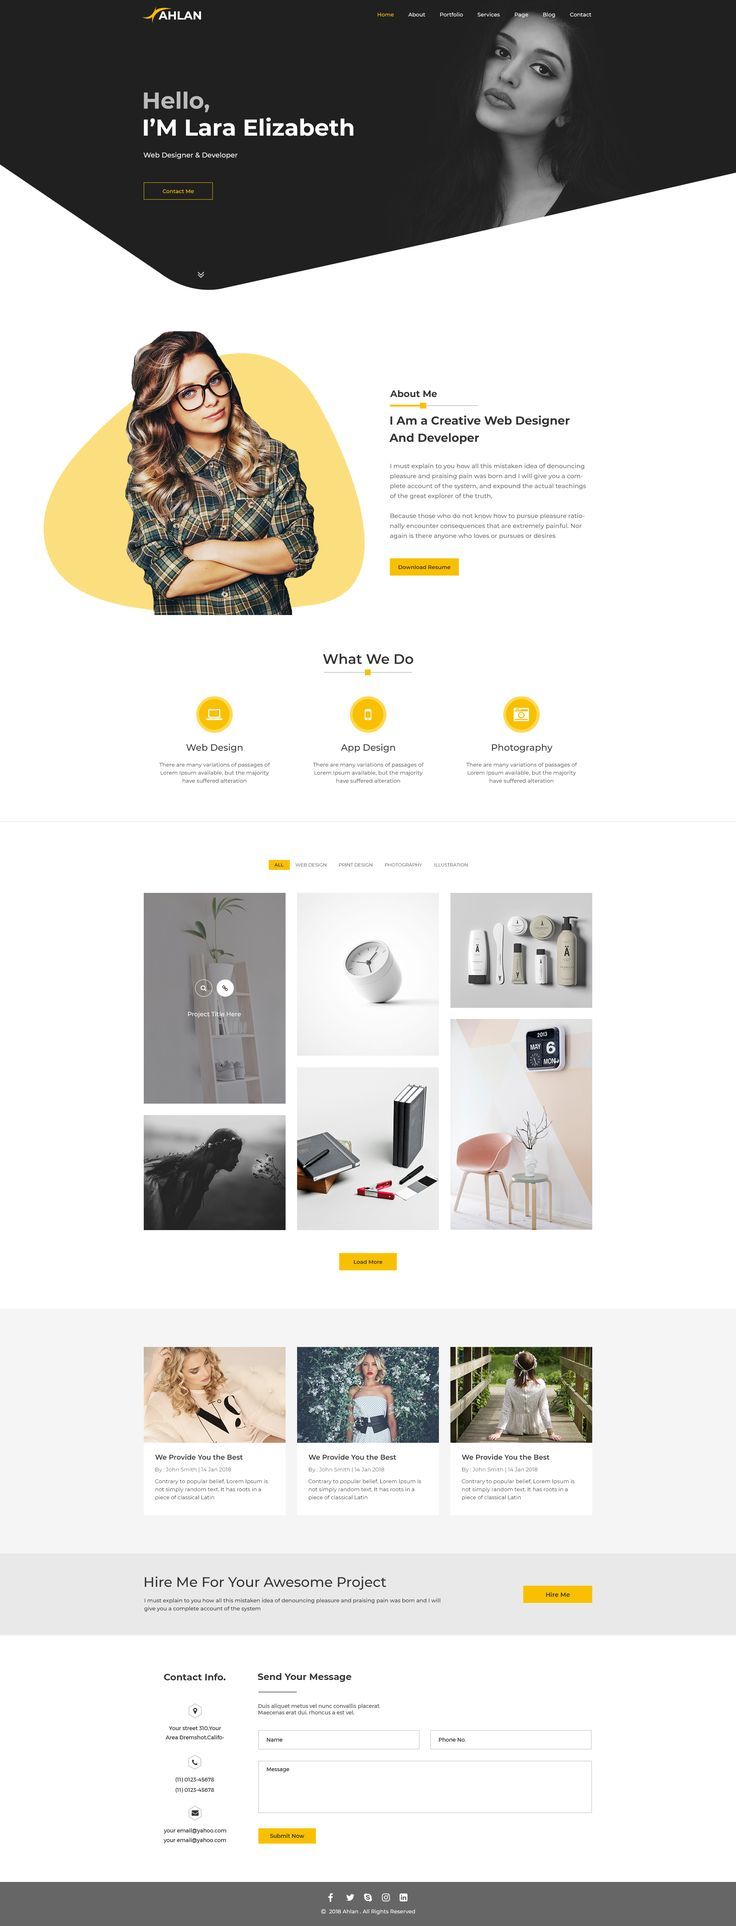 AHLAN
Home About Portfolio Services Page Blog Contact
Hello,
I'M Lara Elizabeth
Web Designer & Developer
Contact Me
About Me
I Am a Creative Web Designer
And Developer
I must explain to you how all this mistaken idea of denouncing
pleasure and praising pain was born and I will give you a com-
plete account of the system, and expound the actual teachings
of the great explorer of the truth,
Because those who do not know how to pursue pleasure ratio-
nally encounter consequences that are extremely painful. Nor
again is there anyone who loves or pursues or desires
Download Resume
What We Do
Web Design
There are many variations of passages of
Lorem Ipsum available, but the majority
have suffered alteration
App Design
There are many variations of passages of
Lorem Ipsum available, but the majority
have suffered alteration
Photography
There are many variations of passages of
Lorem Ipsum available, but the majority
have suffered alteration
ALL WEB DESIGN PRINT DESIGN PHOTOGRAPHY ILLUSTRATION
Project Title Here
2013
MAY 6
MON
Load More
We Provide You the Best
By : John Smith | 14 Jan 2018
Contrary to popular belief, Lorem Ipsum is
not simply random text. It has roots in a
piece of classical Latin
We Provide You the Best
By : John Smith | 14 Jan 2018
Contrary to popular belief, Lorem Ipsum is
not simply random text. It has roots in a
piece of classical Latin
We Provide You the Best
By : John Smith | 14 Jan 2018
Contrary to popular belief, Lorem Ipsum is
not simply random text. It has roots in a
piece of classical Latin
Hire Me For Your Awesome Project
I must explain to you how all this mistaken idea of denouncing pleasure and praising pain was born and I will
give you a complete account of the system
Hire Me
Contact Info.
Your street 310,Your
Area Dremshot,Califo-
(11) 0123-45678
(11) 0123-45678
your email@yahoo.com
your email@yahoo.com
Send Your Message
Duis aliquet metus vel nunc convallis placerat.
Maecenas erat dui, rhoncus a est vel.
Name
Phone No.
Message
Submit Now
© 2018 Ahlan . All Rights Reserved